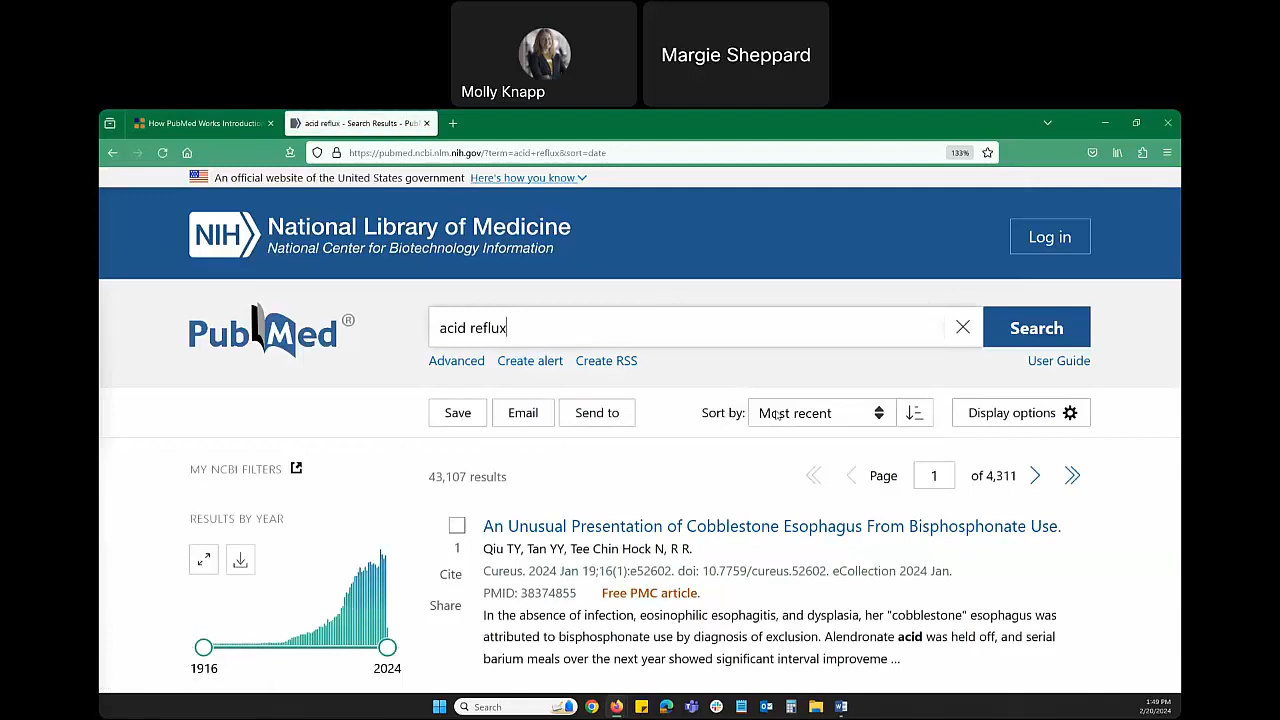 Molly Knapp
Margie Sheppard
How PubMed Works Introduction
acid reflux - Search Results - Pub
https://pubmed.ncbi.nlm.nih.gov/?term=acid+reflux&sort=date
133%
An official website of the United States government Here's how you know
NIH National Library of Medicine
National Center for Biotechnology Information
Log in
PubMed®
acid reflux
Search
Advanced Create alert Create RSS
User Guide
Save Email Send to
Sort by: Most recent
Display options
MY NCBI FILTERS
43,107 results
Page 1 of 4,311
RESULTS BY YEAR
1916 2024
An Unusual Presentation of Cobblestone Esophagus From Bisphosphonate Use.
1 Qiu TY, Tan YY, Tee Chin Hock N, R R.
Cite Cureus. 2024 Jan 19;16(1):e52602. doi: 10.7759/cureus.52602. eCollection 2024 Jan.
PMID: 38374855 Free PMC article.
Share
In the absence of infection, eosinophilic esophagitis, and dysplasia, her "cobblestone" esophagus was
attributed to bisphosphonate use by diagnosis of exclusion. Alendronate acid was held off, and serial
barium meals over the next year showed significant interval improveme ...
Search
1:49 PM
2/20/2024